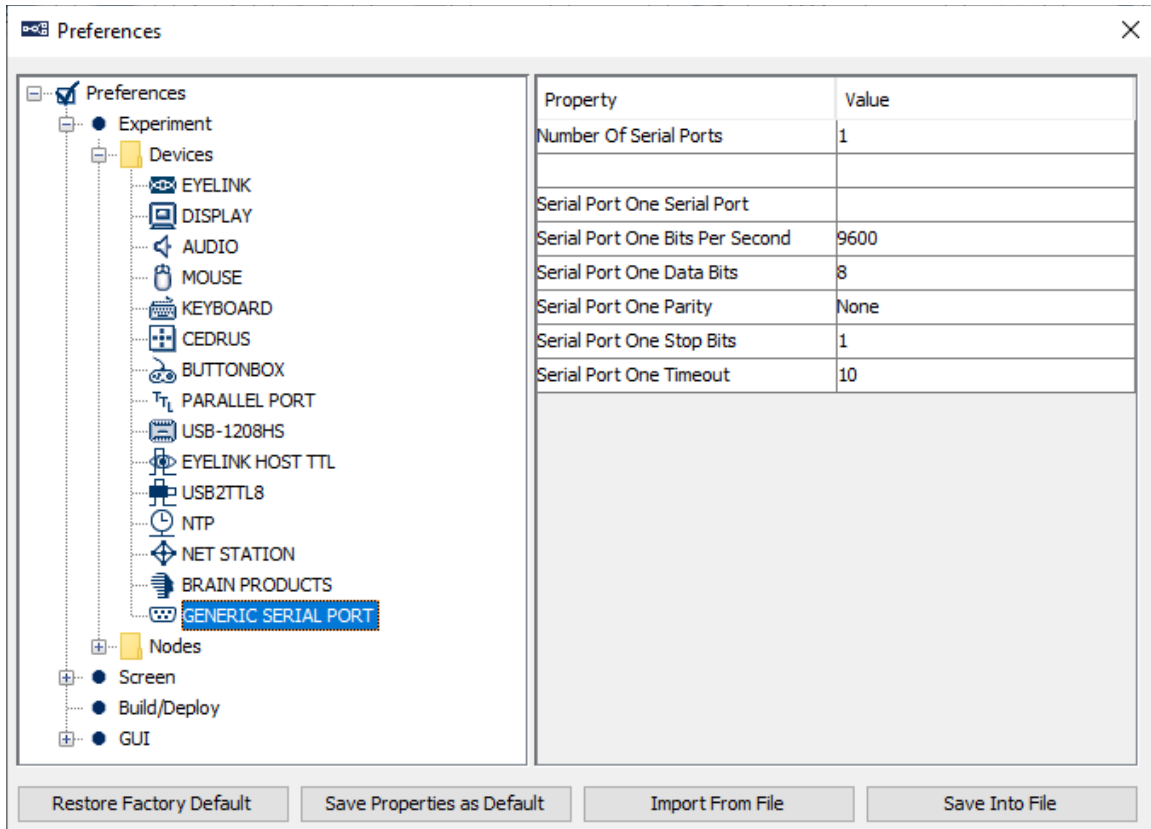 Preferences
Preferences
Experiment
Devices
EYELINK
DISPLAY
AUDIO
MOUSE
KEYBOARD
CEDRUS
BUTTONBOX
TTL PARALLEL PORT
USB-1208HS
EYELINK HOST TTL
USB2TTL8
NTP
NET STATION
BRAIN PRODUCTS
GENERIC SERIAL PORT
Nodes
Screen
Build/Deploy
GUI
Property Value
Number Of Serial Ports 1
Serial Port One Serial Port
Serial Port One Bits Per Second 9600
Serial Port One Data Bits 8
Serial Port One Parity None
Serial Port One Stop Bits 1
Serial Port One Timeout 10
Restore Factory Default Save Properties as Default Import From File Save Into File